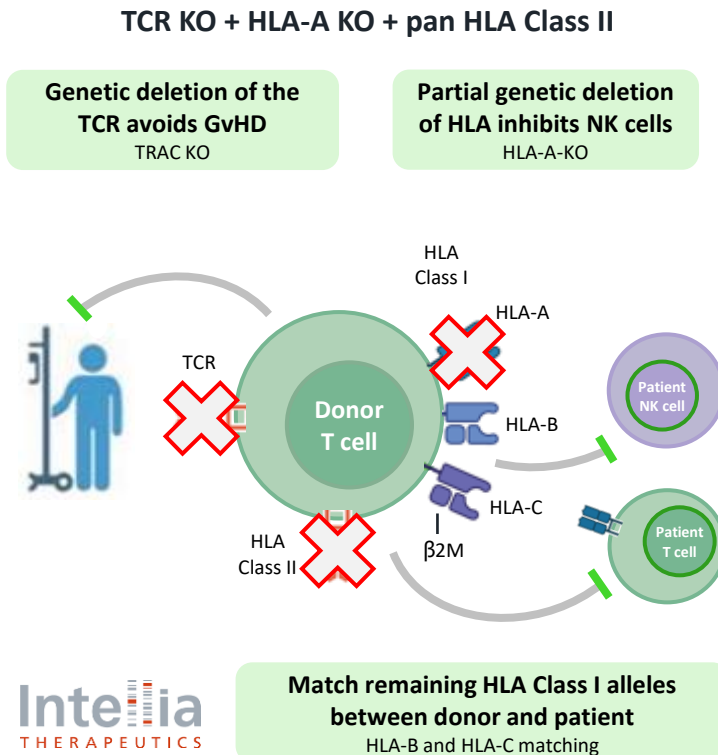 TCR KO + HLA-A KO + pan HLA Class II
Genetic deletion of the
TCR avoids GvHD
TRAC KO
Partial genetic deletion
of HLA inhibits NK cells
HLA-A-KO
HLA
Class I
HLA-A
TCR
Donor
T cell
HLA-B
Patient
NK cell
HLA-C
β2M
HLA
Class II
Patient
T cell
Intellia
THERAPEUTICS
Match remaining HLA Class I alleles
between donor and patient
HLA-B and HLA-C matching